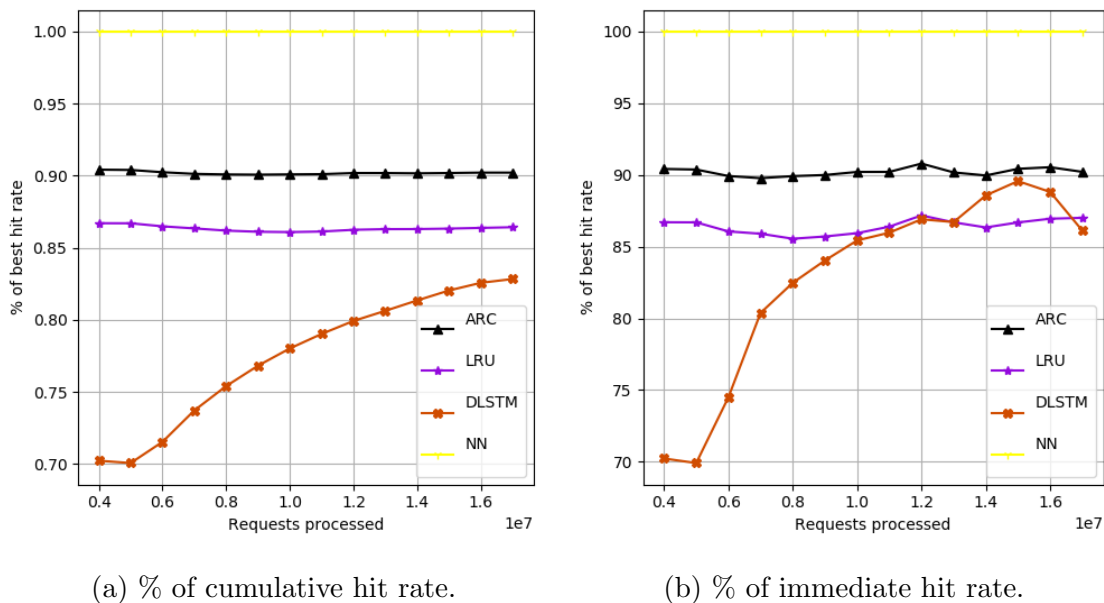 1.00
0.95
0.90
0.85
0.80
0.75
0.70
% of best hit rate
ARC
LRU
DLSTM
NN
0.4 0.6 0.8 1.0 1.2 1.4 1.6
1e7
Requests processed
(a) % of cumulative hit rate.
100
95
90
85
80
75
70
% of best hit rate
ARC
LRU
DLSTM
NN
0.4 0.6 0.8 1.0 1.2 1.4 1.6
1e7
Requests processed
(b) % of immediate hit rate.